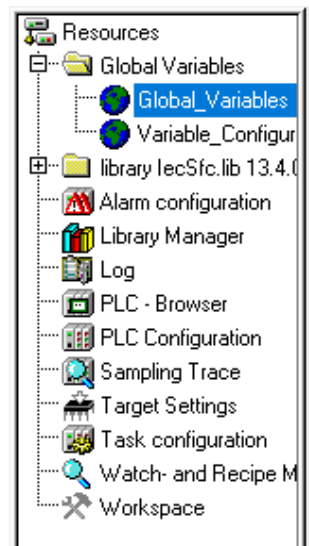 Resources
Global Variables
Global_Variables
Variable_Configur
library IecSfc.lib 13.4.0
Alarm configuration
Library Manager
Log
PLC - Browser
PLC Configuration
Sampling Trace
Target Settings
Task configuration
Watch- and Recipe M
Workspace